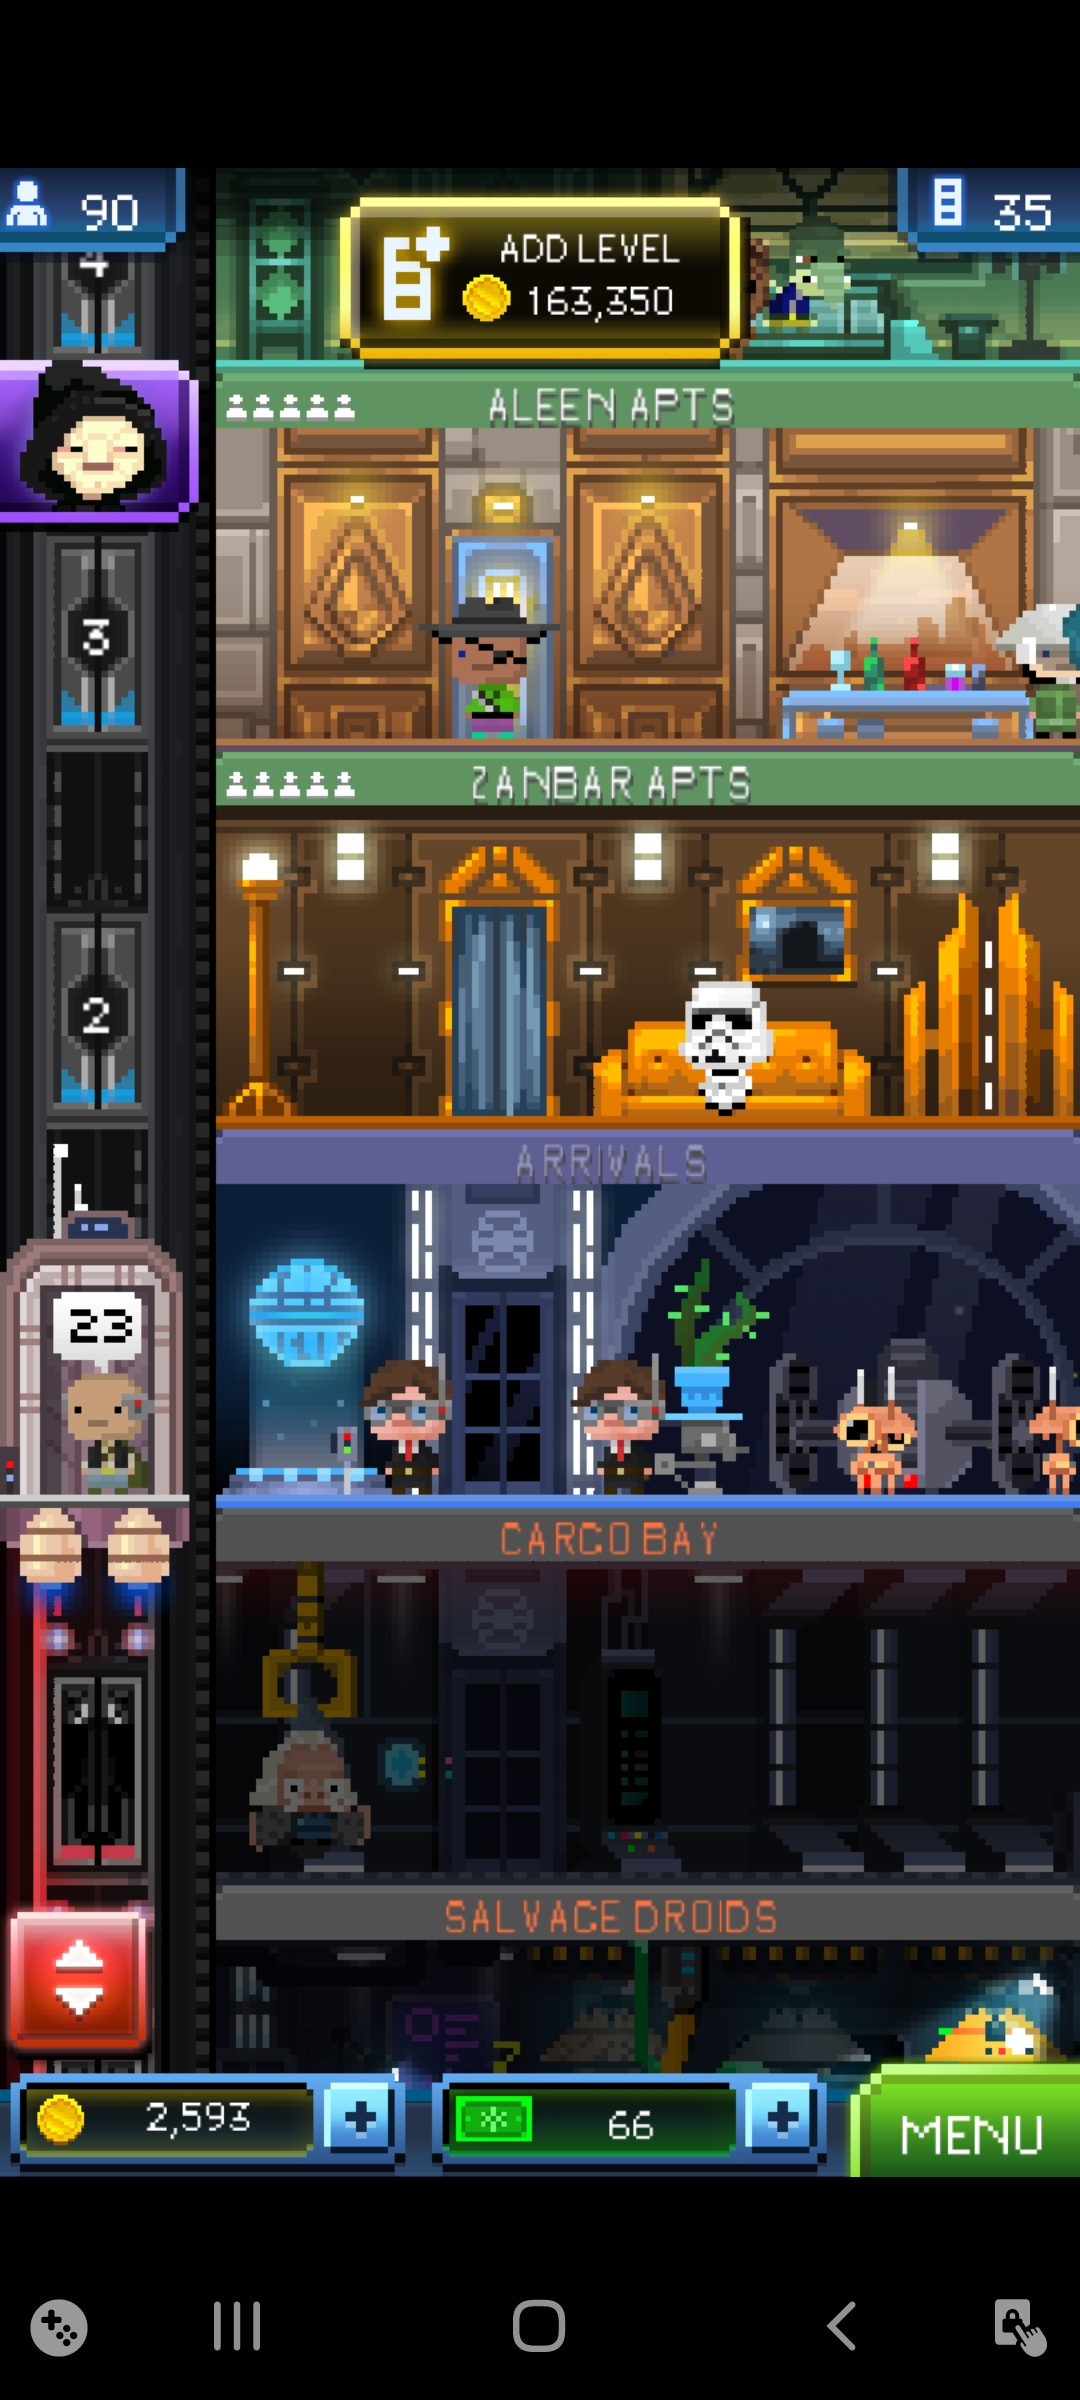 90
ADD LEVEL
163,350
35
4
ALEEN APTS
3
ZANBAR APTS
2
ARRIVALS
23
CARGO BAY
SALVAGE DROIDS
2,593
66
MENU